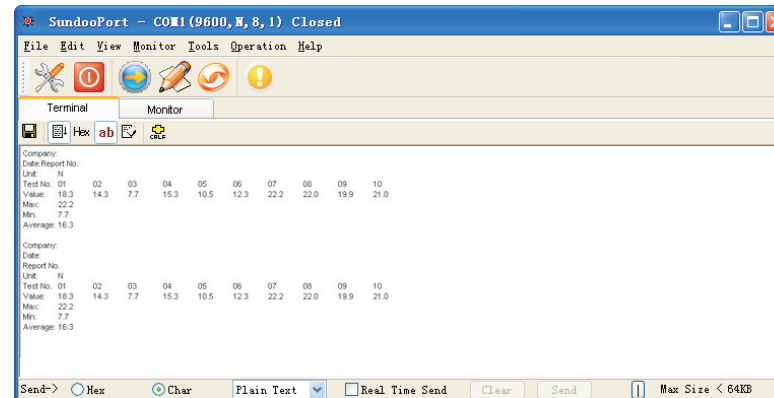 SundooPort - COM1(9600,N,8,1) Closed
File Edit View Monitor Tools Operation Help
Terminal Monitor
Hex ab CRLF
Company:
Date:Report No.
Unit: N
Test No. 01 02 03 04 05 06 07 08 09 10
Value: 18.3 14.3 7.7 15.3 10.5 12.3 22.2 22.0 19.9 21.0
Max: 22.2
Min: 7.7
Average: 16.3
Company:
Date:
Report No.
Unit: N
Test No. 01 02 03 04 05 06 07 08 09 10
Value: 18.3 14.3 7.7 15.3 10.5 12.3 22.2 22.0 19.9 21.0
Max: 22.2
Min: 7.7
Average: 16.3
Send-> Hex Char Plain Text Real Time Send Clear Send Max Size < 64KB